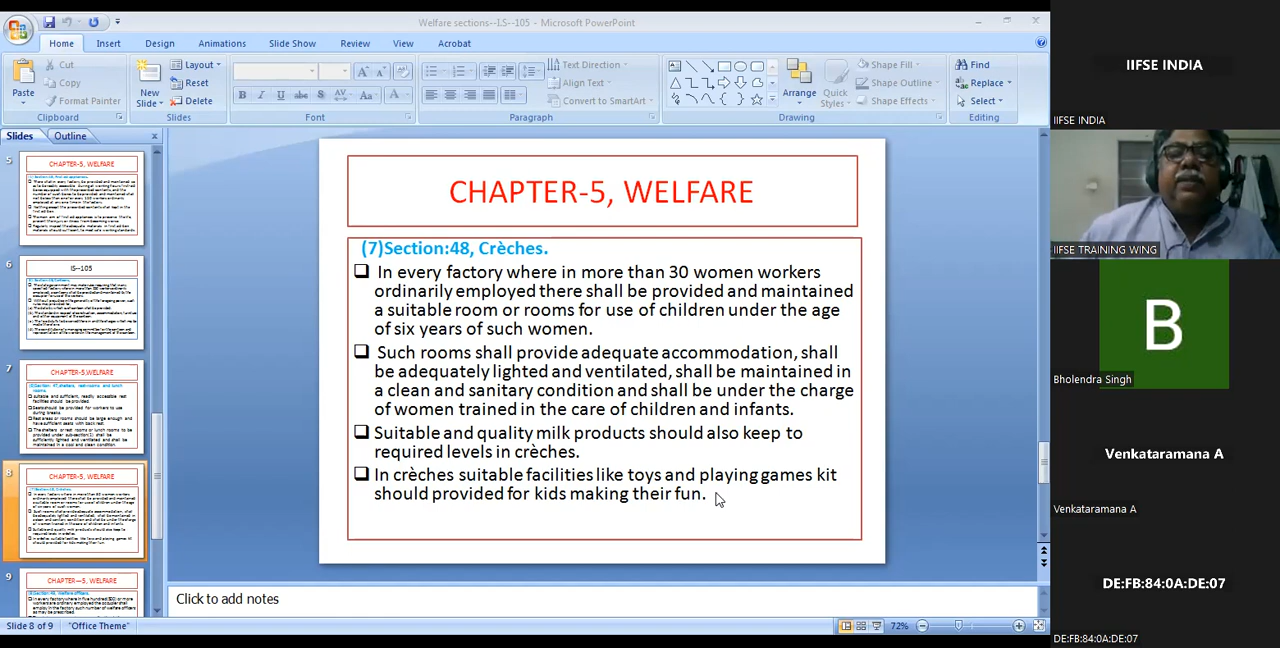 Welfare sections--LS--105 - Microsoft PowerPoint
Home Insert Design Animations Slide Show Review View Acrobat
Paste
Cut
Copy
Format Painter
Clipboard
New Slide
Layout
Reset
Delete
Slides
Font
Text Direction
Align Text
Convert to SmartArt
Paragraph
Arrange
Quick Styles
Shape Fill
Shape Outline
Shape Effects
Drawing
Find
Replace
Select
Editing
Slides Outline
5
CHAPTER-5, WELFARE
6
IS--105
7
CHAPTER-5,WELFARE
8
CHAPTER-5, WELFARE
9
CHAPTER—5, WELFARE
CHAPTER-5, WELFARE
(7)Section:48, Crèches.
In every factory where in more than 30 women workers
ordinarily employed there shall be provided and maintained
a suitable room or rooms for use of children under the age
of six years of such women.
Such rooms shall provide adequate accommodation, shall
be adequately lighted and ventilated, shall be maintained in
a clean and sanitary condition and shall be under the charge
of women trained in the care of children and infants.
Suitable and quality milk products should also keep to
required levels in crèches.
In crèches suitable facilities like toys and playing games kit
should provided for kids making their fun.
Click to add notes
Slide 8 of 9 "Office Theme" 72%
IIFSE INDIA
IIFSE INDIA
IIFSE TRAINING WING
B
Bholendra Singh
Venkataramana A
Venkataramana A
DE:FB:84:0A:DE:07
DE:FB:84:0A:DE:07